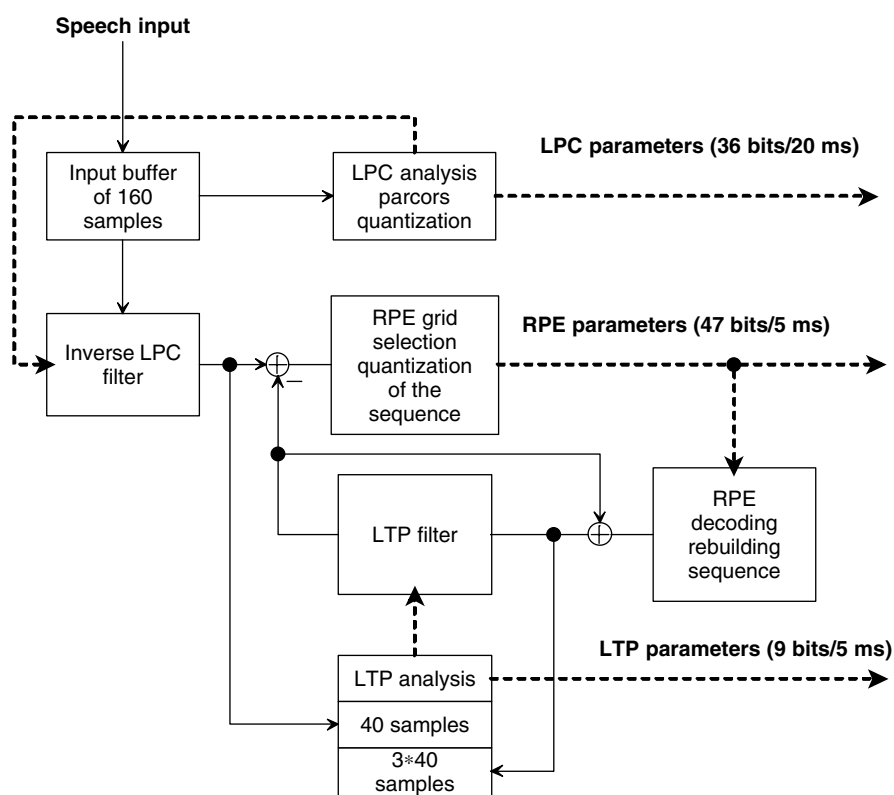 Speech input
Input buffer
of 160
samples
LPC analysis
parcors
quantization
LPC parameters (36 bits/20 ms)
Inverse LPC
filter
−
RPE grid
selection
quantization
of the
sequence
RPE parameters (47 bits/5 ms)
LTP filter
RPE
decoding
rebuilding
sequence
LTP parameters (9 bits/5 ms)
LTP analysis
40 samples
3*40
samples